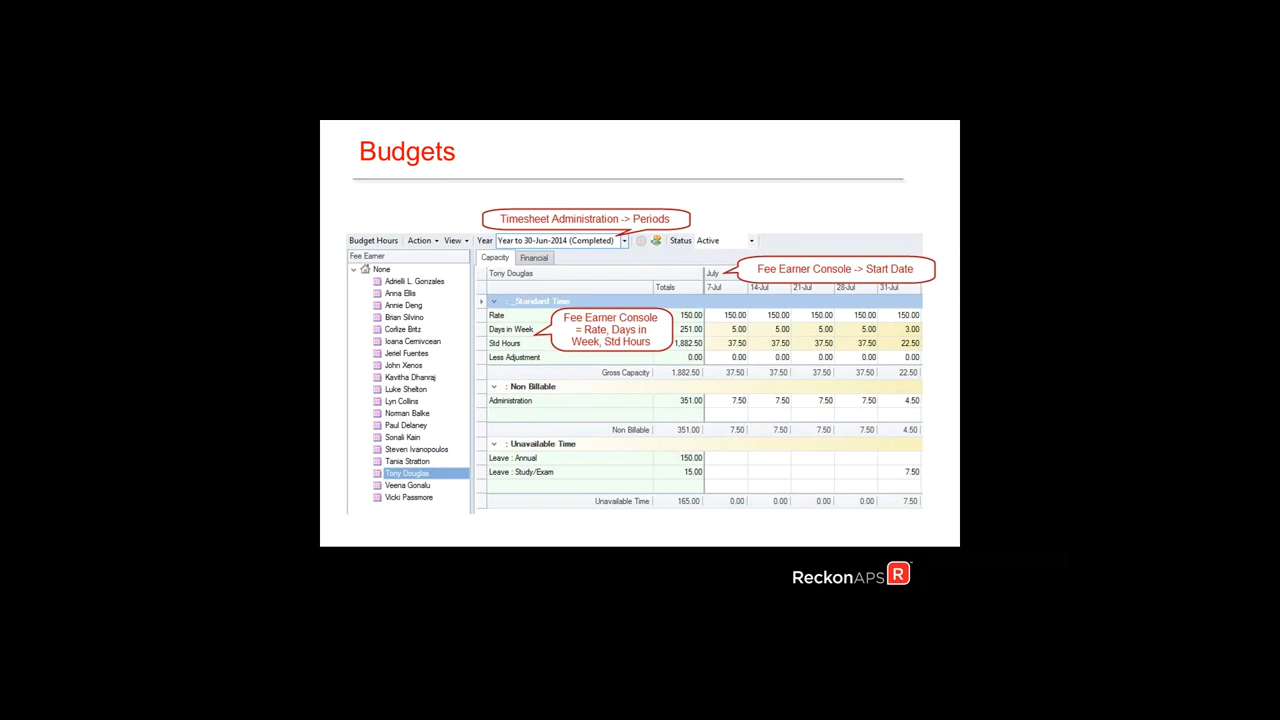 Budgets
Timesheet Administration -> Periods
Budget Hours Action View Year Year to 30-Jun-2014 (Completed) Status Active
Fee Earner Capacity Financial
None Tony Douglas July
Fee Earner Console -> Start Date
Totals 7-Jul 14-Jul 21-Jul 28-Jul 31-Jul
Adrielli L. Gonzales
Anna Ellis
Annie Deng
Brian Silvino
Corlize Britz
Ioana Cernivcean
Jeriel Fuentes
John Xenos
Kavitha Dhanraj
Luke Shelton
Lyn Collins
Norman Balke
Paul Delaney
Sonali Kain
Steven Ivanopoulos
Tania Stratton
Tony Douglas
Veena Gonalu
Vicki Passmore
: _Standard Time
Rate 150.00 150.00 150.00 150.00 150.00 150.00
Days in Week 251.00 5.00 5.00 5.00 5.00 3.00
Std Hours 1,882.50 37.50 37.50 37.50 37.50 22.50
Less Adjustment 0.00 0.00 0.00 0.00 0.00 0.00
Fee Earner Console
= Rate, Days in
Week, Std Hours
Gross Capacity 1,882.50 37.50 37.50 37.50 37.50 22.50
: Non Billable
Administration 351.00 7.50 7.50 7.50 7.50 4.50
Non Billable 351.00 7.50 7.50 7.50 7.50 4.50
: Unavailable Time
Leave : Annual 150.00
Leave : Study/Exam 15.00 7.50
Unavailable Time 165.00 0.00 0.00 0.00 0.00 7.50
ReckonAPS R